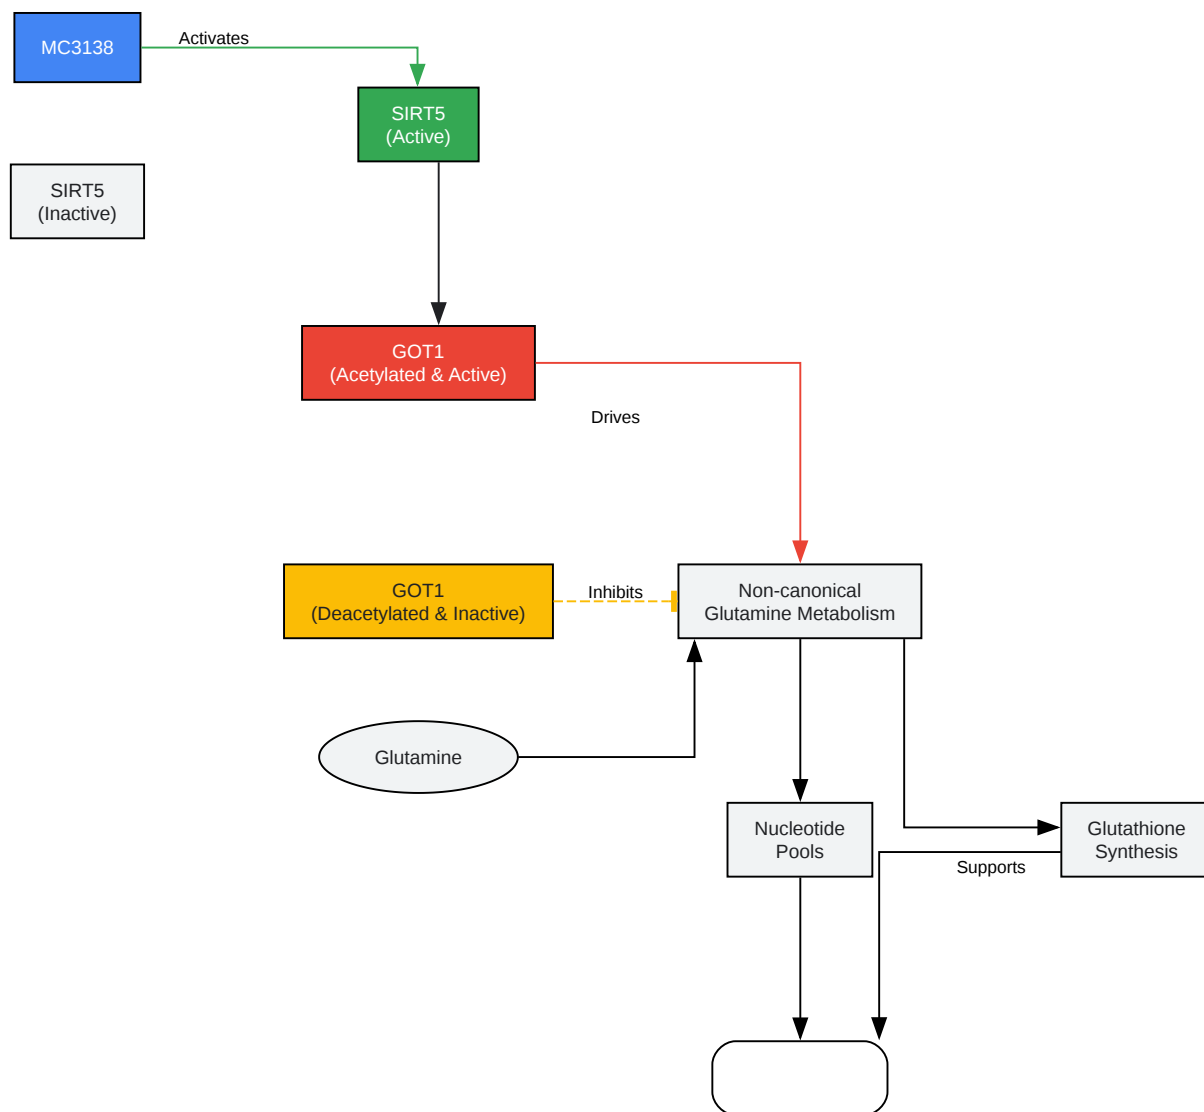 MC3138
Activates
SIRT5
(Active)
SIRT5
(Inactive)
GOT1
(Acetylated & Active)
Drives
GOT1
(Deacetylated & Inactive)
Inhibits
Non-canonical
Glutamine Metabolism
Glutamine
Nucleotide
Pools
Glutathione
Synthesis
Supports